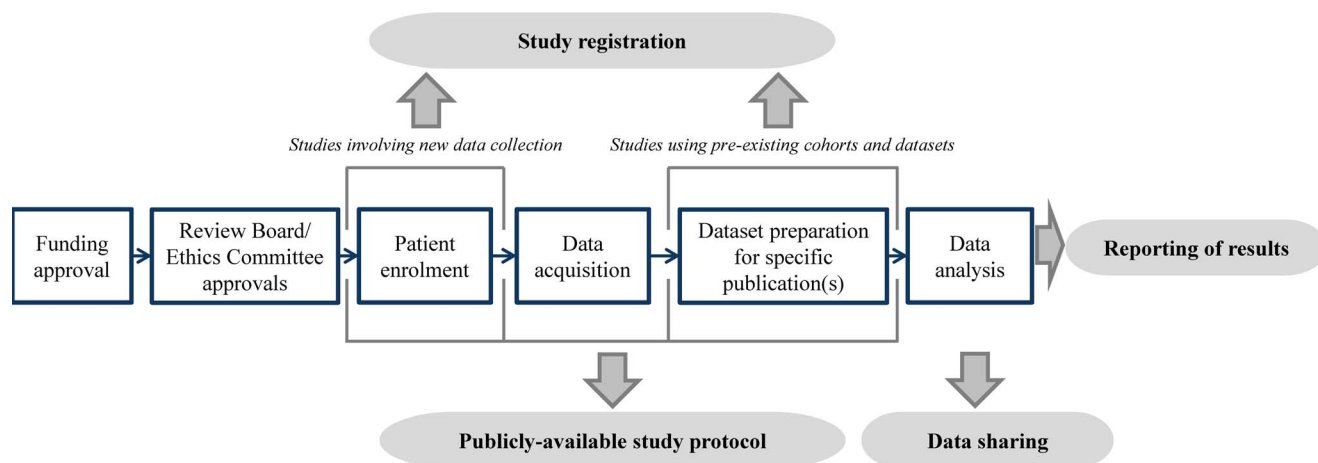 Study registration
Studies involving new data collection
Studies using pre-existing cohorts and datasets
Funding
approval
Review Board/
Ethics Committee
approvals
Patient
enrolment
Data
acquisition
Dataset preparation
for specific
publication(s)
Data
analysis
Reporting of results
Publicly-available study protocol
Data sharing